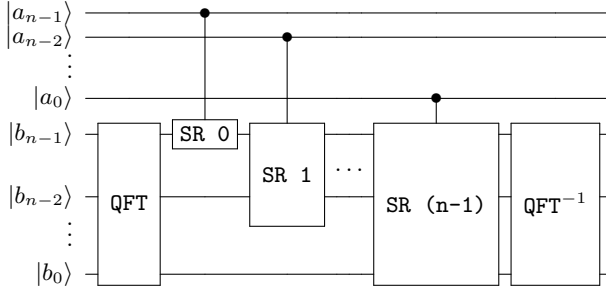 |a_{n−1}⟩
|a_{n−2}⟩
⋮
|a_0⟩
|b_{n−1}⟩ SR 0
SR 1 ···
|b_{n−2}⟩ QFT SR (n-1) QFT^{−1}
⋮
|b_0⟩